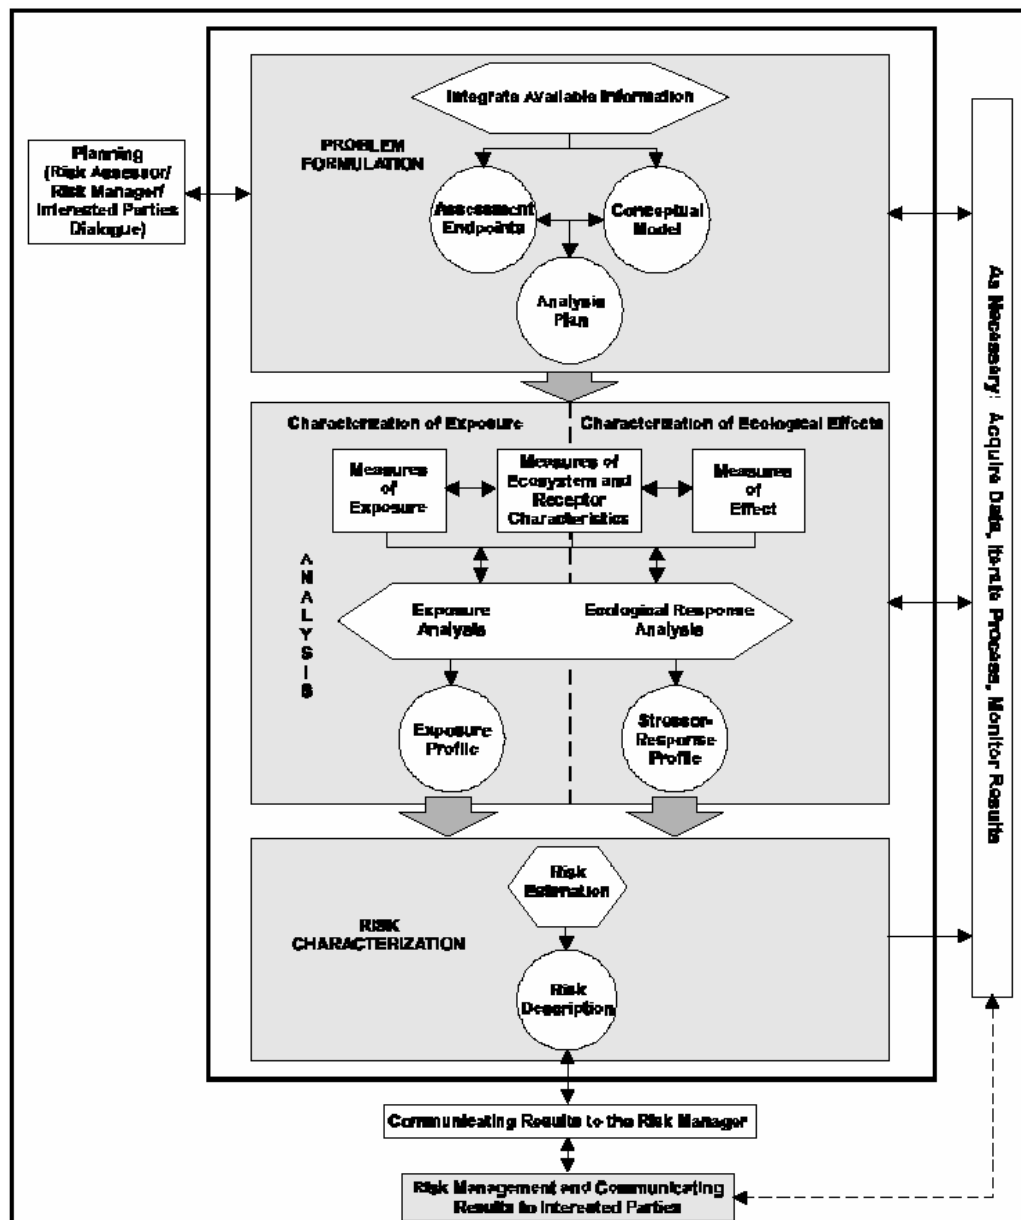 Integrate Available Information
PROBLEM
FORMULATION
Planning
(Risk Assessor/
Risk Manager/
Interested Parties
Dialogue)
Assessment
Endpoints
Conceptual
Model
Analysis
Plan
As Necessary: Acquire Data, Iterate Process, Monitor Results
Characterization of Exposure
Characterization of Ecological Effects
Measures
of
Exposure
Measures of
Ecosystem and
Receptor
Characteristics
Measures
of
Effect
ANALYSIS
Exposure
Analysis
Ecological Response
Analysis
Exposure
Profile
Stressor-
Response
Profile
Risk
Estimation
RISK
CHARACTERIZATION
Risk
Description
Communicating Results to the Risk Manager
Risk Management and Communicating
Results to Interested Parties